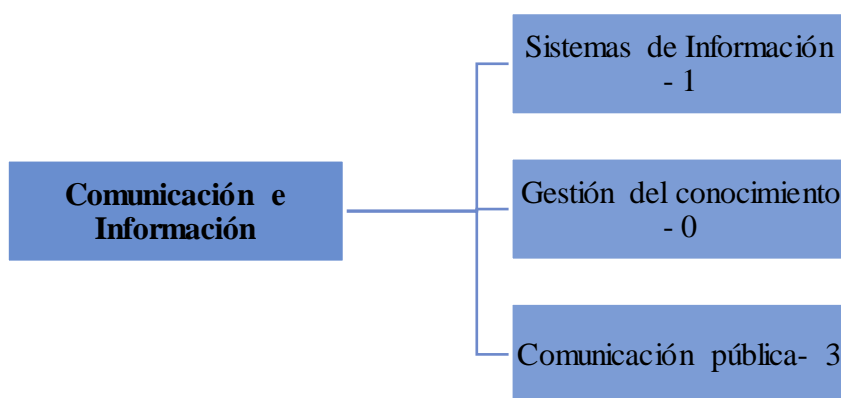 Comunicación e
Información
Sistemas de Información
- 1
Gestión del conocimiento
- 0
Comunicación pública- 3